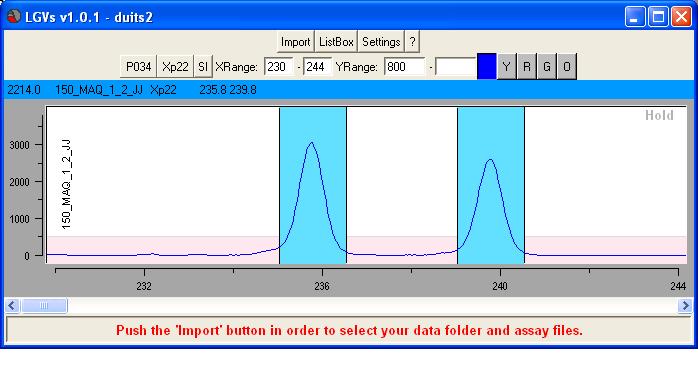 LGVs v1.0.1 - duits2
Import ListBox Settings ?
P034 Xp22 SI XRange: 230 - 244 YRange: 800 - Y R G O
2214.0 150_MAQ_1_2_JJ Xp22 235.8 239.8
Hold
150_MAQ_1_2_JJ
3000
2000
1000
0
232 236 240 244
Push the 'Import' button in order to select your data folder and assay files.